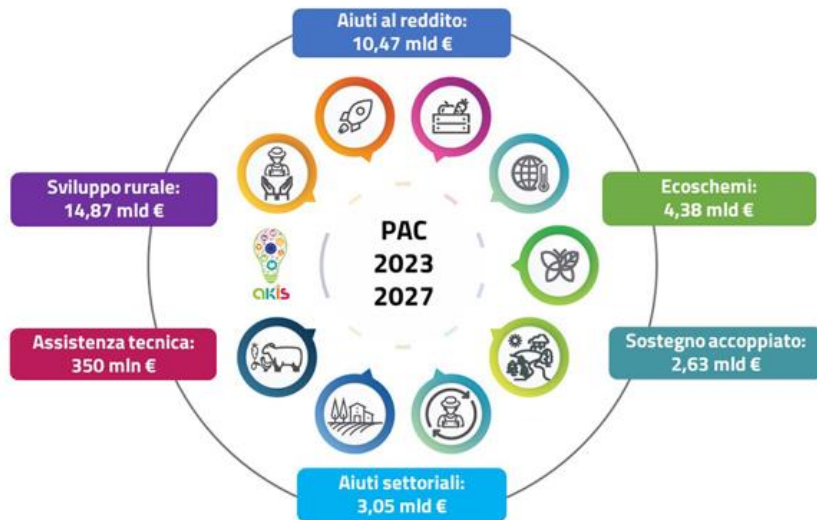 Aiuti al reddito:
10,47 mld €
Sviluppo rurale:
14,87 mld €
Ecoschemi:
4,38 mld €
PAC
2023
2027
akis
Assistenza tecnica:
350 mln €
Sostegno accoppiato:
2,63 mld €
Aiuti settoriali:
3,05 mld €